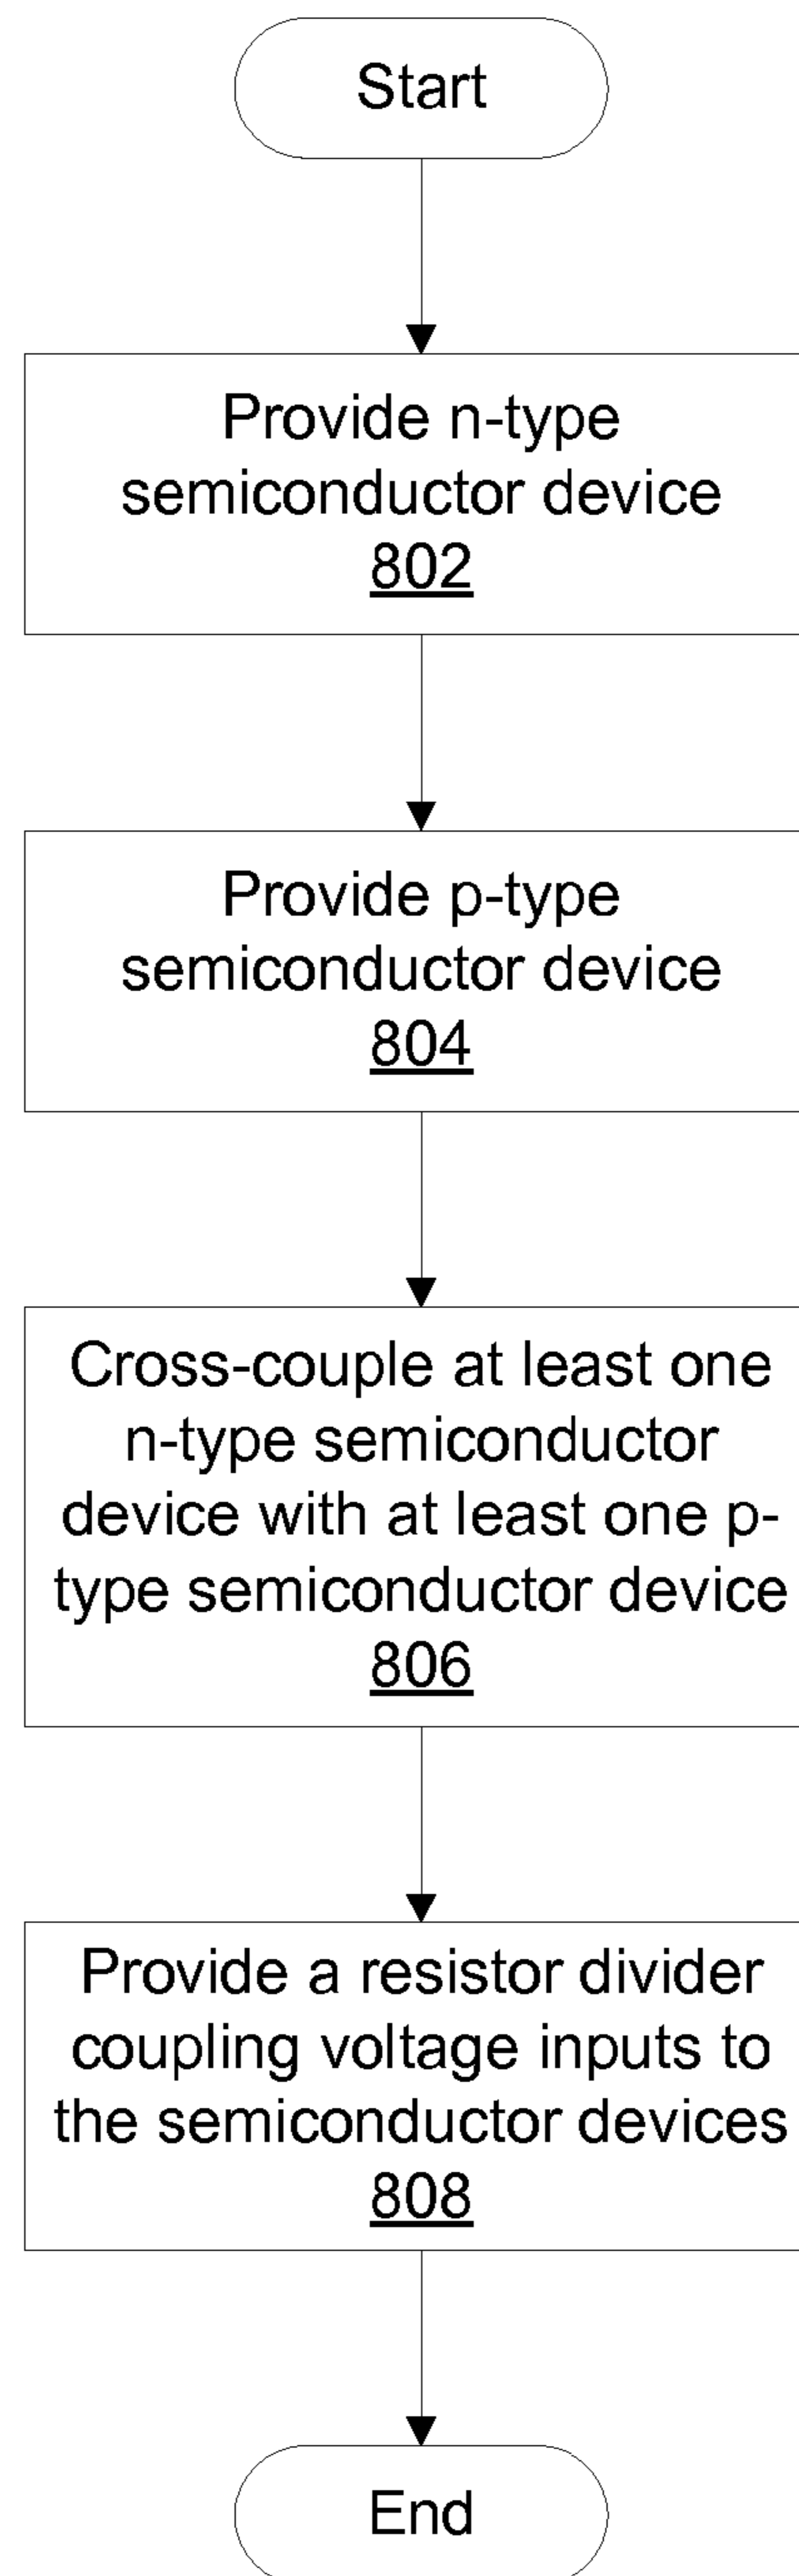 Start
Provide n-type
semiconductor device
802
Provide p-type
semiconductor device
804
Cross-couple at least one
n-type semiconductor
device with at least one p-
type semiconductor device
806
Provide a resistor divider
coupling voltage inputs to
the semiconductor devices
808
End